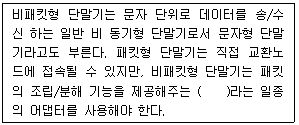 비패킷형 단말기는 문자 단위로 데이터를 송/수
신 하는 일반 비 동기형 단말기로서 문자형 단말
기라고도 부른다. 패킷형 단말기는 직접 교환노
드에 접속될 수 있지만, 비패킷형 단말기는 패킷
의 조립/분해 기능을 제공해주는 (    )라는 일종
의 어댑터를 사용해야 한다.